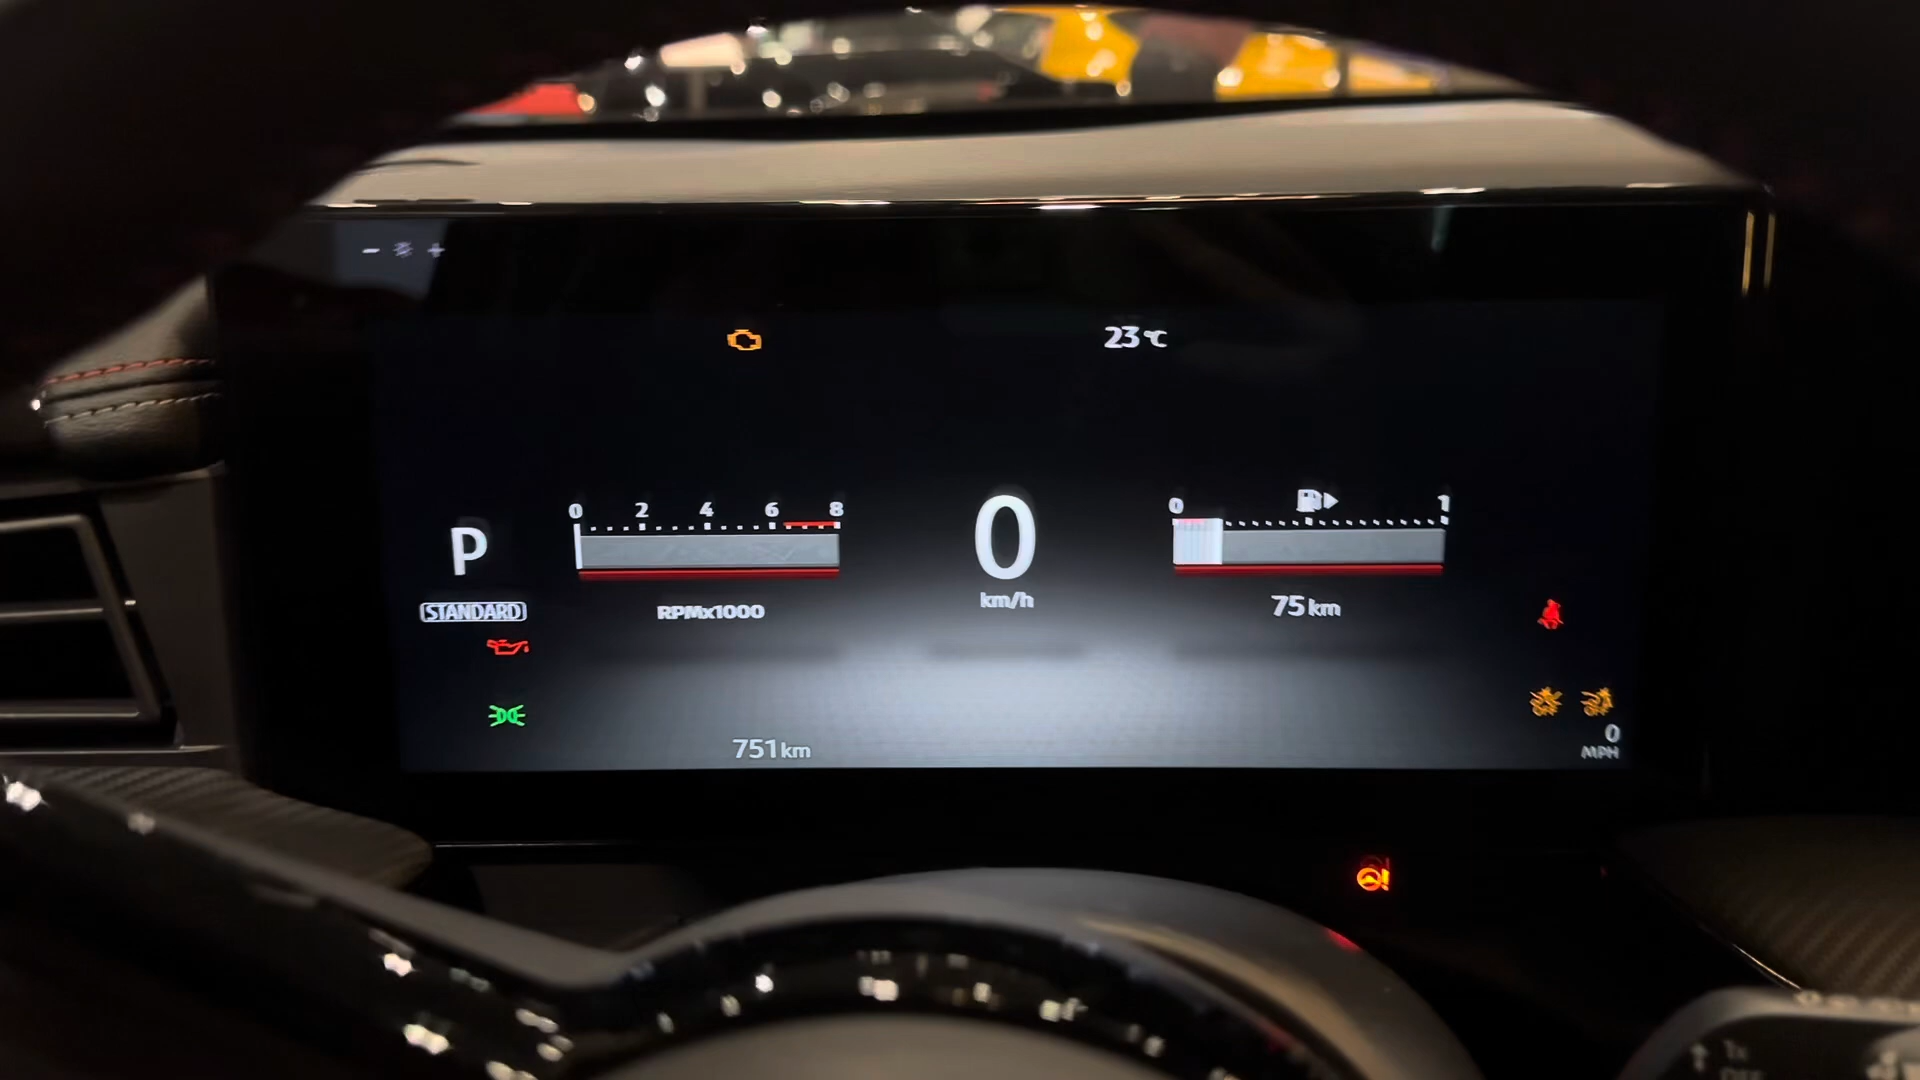 - +
23°C
0 2 4 6 8
0 1
P
0
km/h
STANDARD
RPMx1000
75 km
751 km
0
MPH